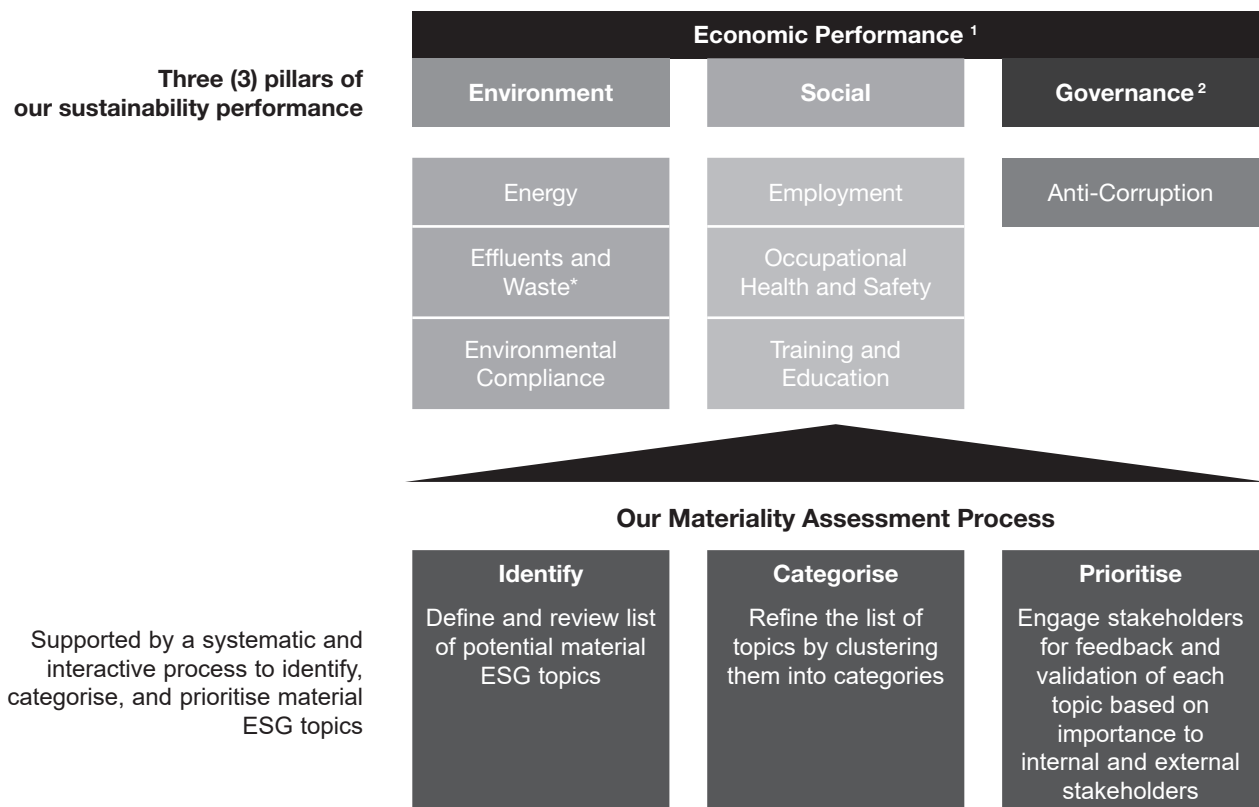 Economic Performance 1
Three (3) pillars of
our sustainability performance
Environment
Social
Governance 2
Energy
Effluents and
Waste*
Environmental
Compliance
Employment
Occupational
Health and Safety
Training and
Education
Anti-Corruption
Our Materiality Assessment Process
Supported by a systematic and
interactive process to identify,
categorise, and prioritise material
ESG topics
Identify
Define and review list
of potential material
ESG topics
Categorise
Refine the list of
topics by clustering
them into categories
Prioritise
Engage stakeholders
for feedback and
validation of each
topic based on
importance to
internal and external
stakeholders